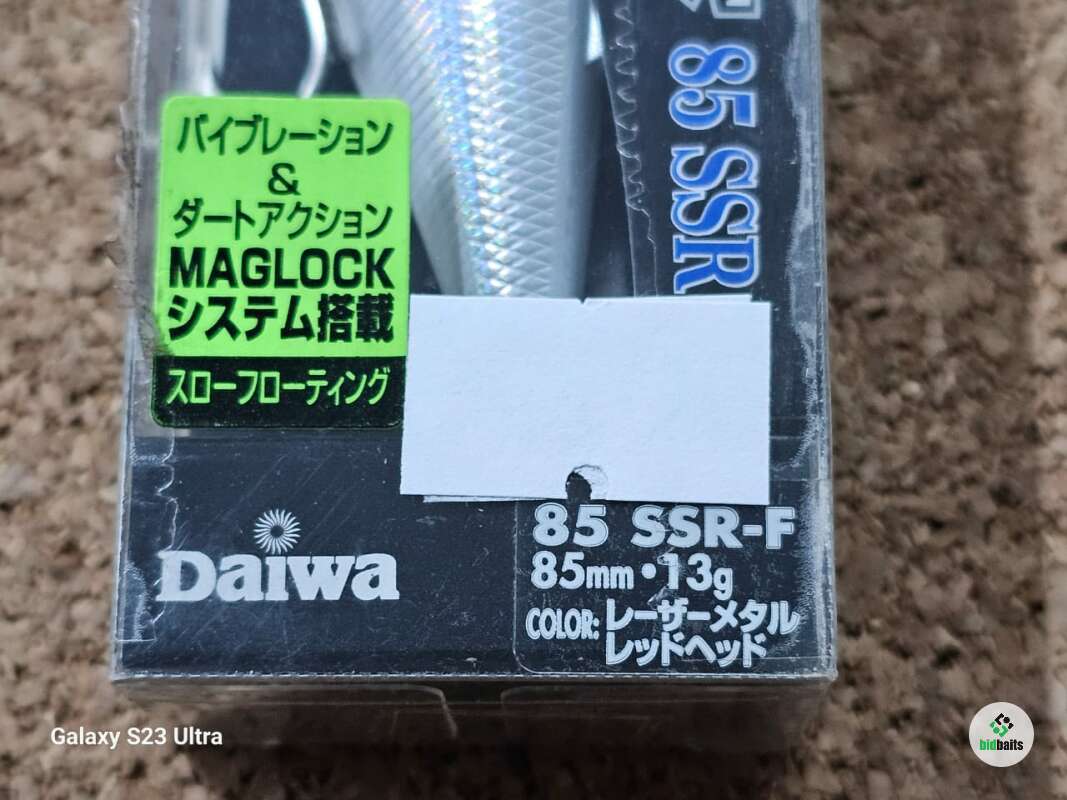 バイブレーション
&
ダートアクション
MAGLOCK
システム搭載
スローフローティング
85 SSR
Daiwa
85 SSR-F
85mm・13g
COLOR: レーザーメタル
レッドヘッド
Galaxy S23 Ultra
bidbaits